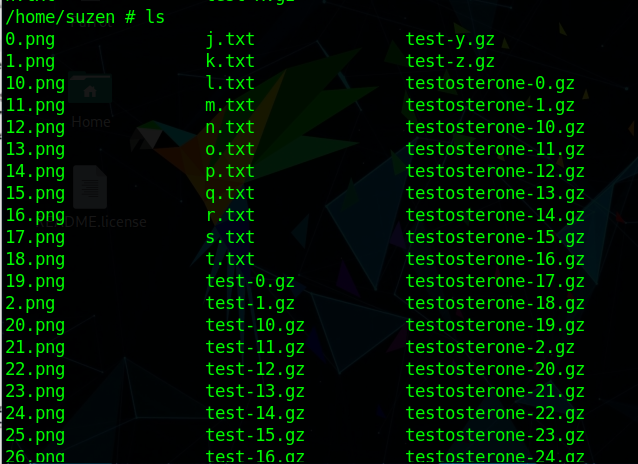 /home/suzen # ls
0.png j.txt test-y.gz
1.png k.txt test-z.gz
10.png l.txt testosterone-0.gz
11.png m.txt testosterone-1.gz
12.png n.txt testosterone-10.gz
13.png o.txt testosterone-11.gz
14.png p.txt testosterone-12.gz
15.png q.txt testosterone-13.gz
16.png r.txt testosterone-14.gz
17.png s.txt testosterone-15.gz
18.png t.txt testosterone-16.gz
19.png test-0.gz testosterone-17.gz
2.png test-1.gz testosterone-18.gz
20.png test-10.gz testosterone-19.gz
21.png test-11.gz testosterone-2.gz
22.png test-12.gz testosterone-20.gz
23.png test-13.gz testosterone-21.gz
24.png test-14.gz testosterone-22.gz
25.png test-15.gz testosterone-23.gz
26.png test-16.gz testosterone-24.gz
Home